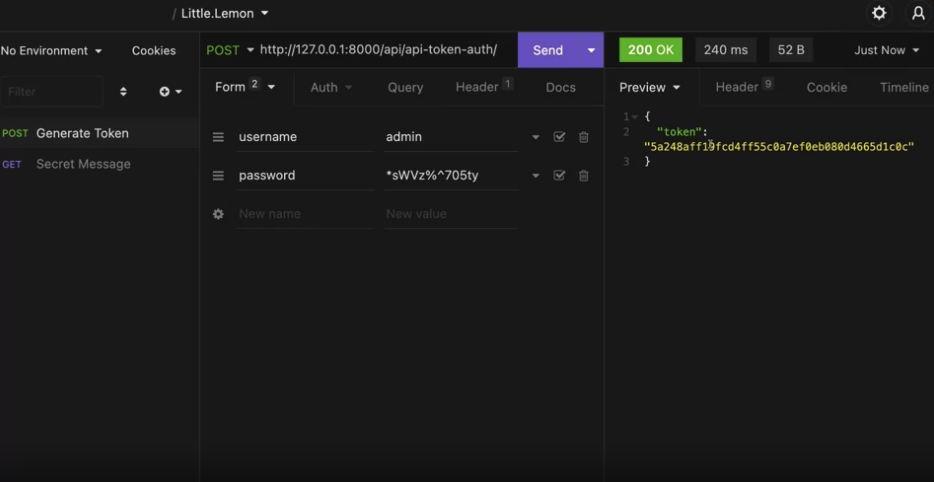 / Little.Lemon
No Environment Cookies
POST http://127.0.0.1:8000/api/api-token-auth/ Send 200 OK 240 ms 52 B Just Now
Filter
Form 2 Auth Query Header 1 Docs
Preview Header 9 Cookie Timeline
POST Generate Token
GET Secret Message
username admin
password *sWVz%^705ty
New name New value
1 {
2 "token":
"5a248aff19fcd4ff55c0a7ef0eb080d4665d1c0c"
3 }